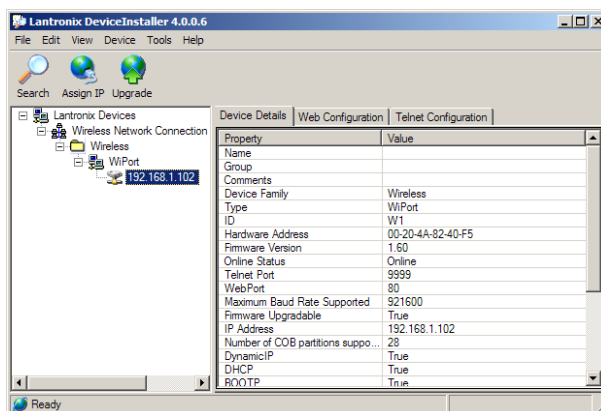 Lantronix DeviceInstaller 4.0.0.6
File Edit View Device Tools Help
Search Assign IP Upgrade
Lantronix Devices
Wireless Network Connection
Wireless
WiPort
192.168.1.102
Device Details Web Configuration Telnet Configuration
Property Value
Name
Group
Comments
Device Family Wireless
Type WiPort
ID W1
Hardware Address 00-20-4A-82-40-F5
Firmware Version 1.60
Online Status Online
Telnet Port 9999
WebPort 80
Maximum Baud Rate Supported 921600
Firmware Upgradable True
IP Address 192.168.1.102
Number of COB partitions suppo... 28
DynamicIP True
DHCP True
BOOTP True
Ready